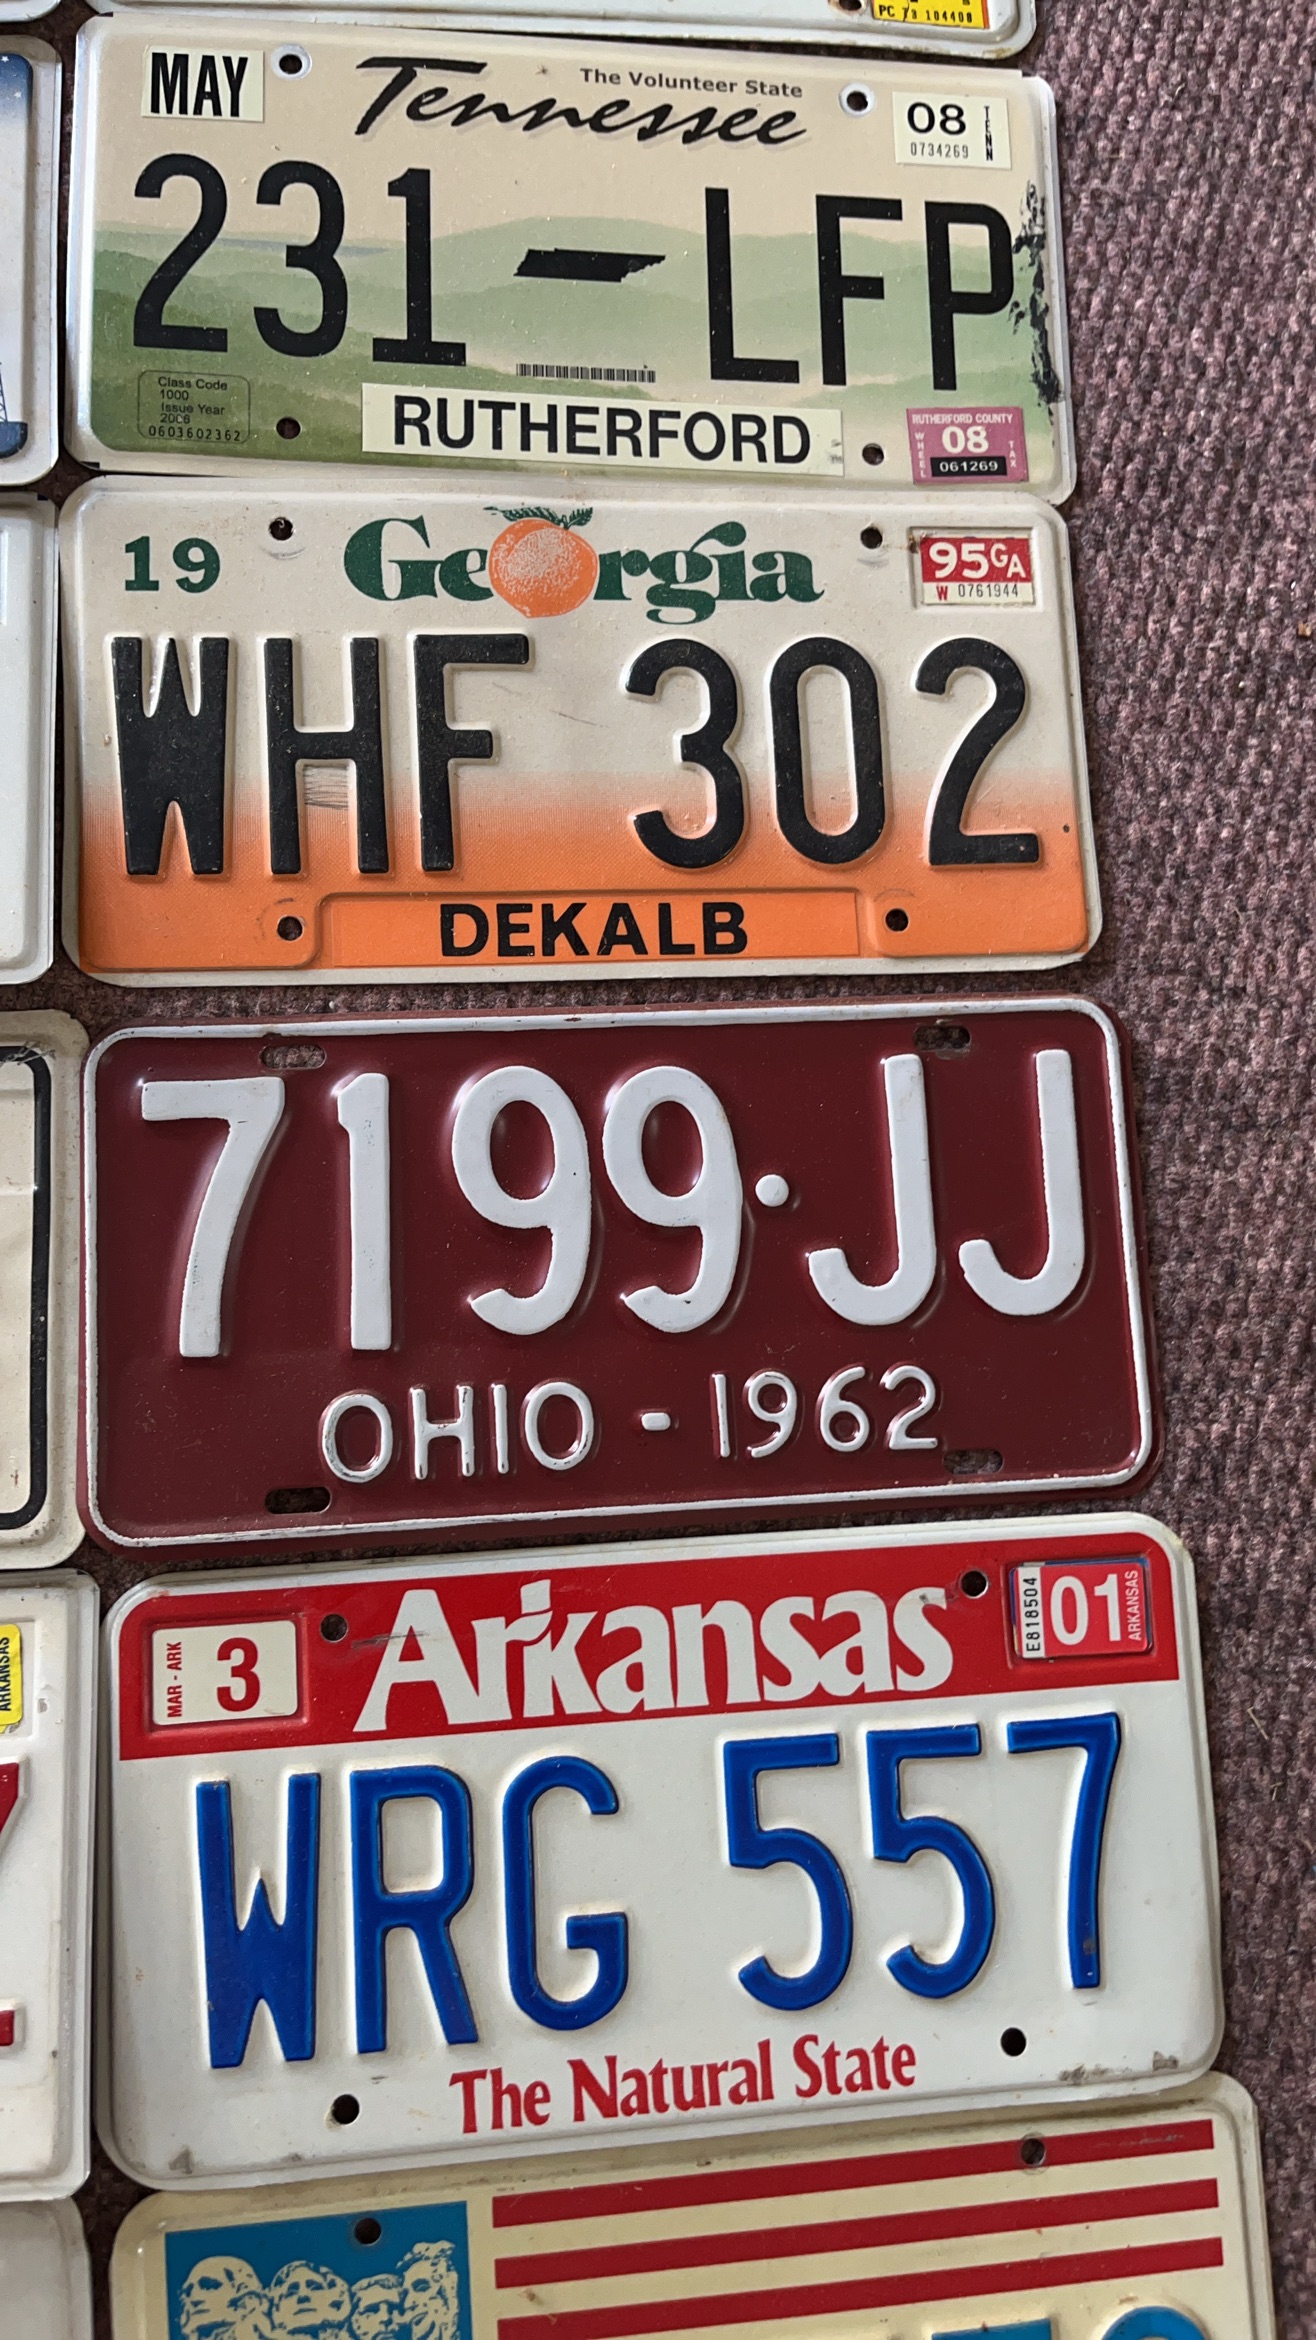 PC 73 104408
MAY
The Volunteer State
Tennessee
08
TENN
0734269
231 LFP
Class Code
1000
Issue Year
2006
0603602362
RUTHERFORD
RUTHERFORD COUNTY
WHEEL
08
TAX
061269
19
Georgia
95GA
W 0761944
WHF 302
DEKALB
7199·JJ
OHIO - 1962
MAR - ARK
3
Arkansas
E818504
01
ARKANSAS
ARKANSAS
WRG 557
The Natural State